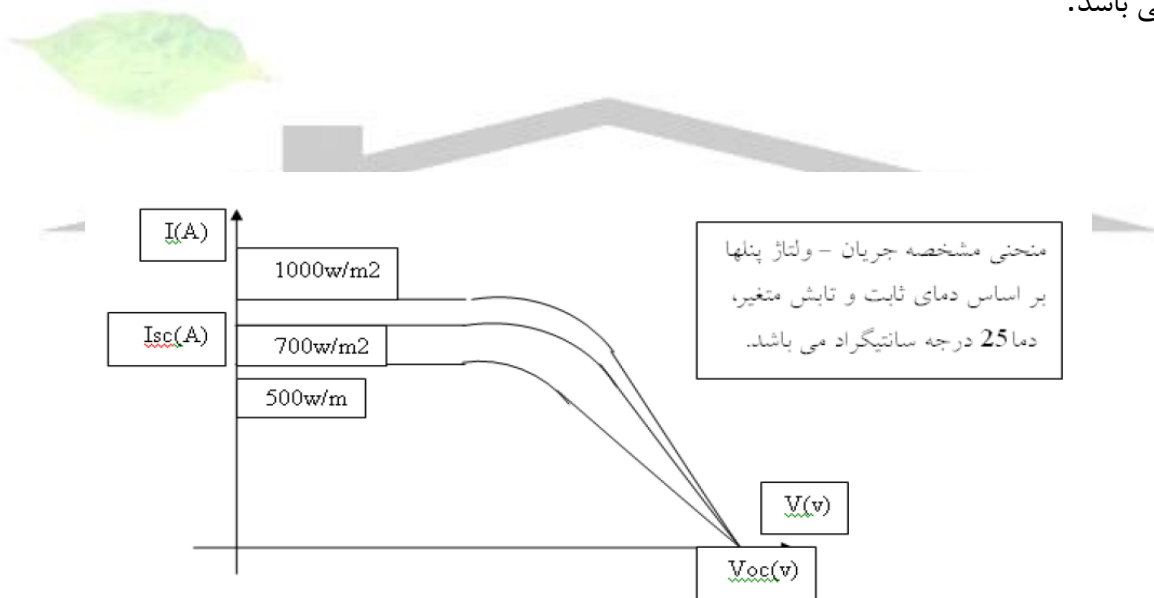 ی باشد.
I(A)
1000w/m2
منحنی مشخصه جریان – ولتاژ پنلها
بر اساس دمای ثابت و تابش متغیر،
دما 25 درجه سانتیگراد می باشد.
Isc(A)
700w/m2
500w/m
V(v)
Voc(v)